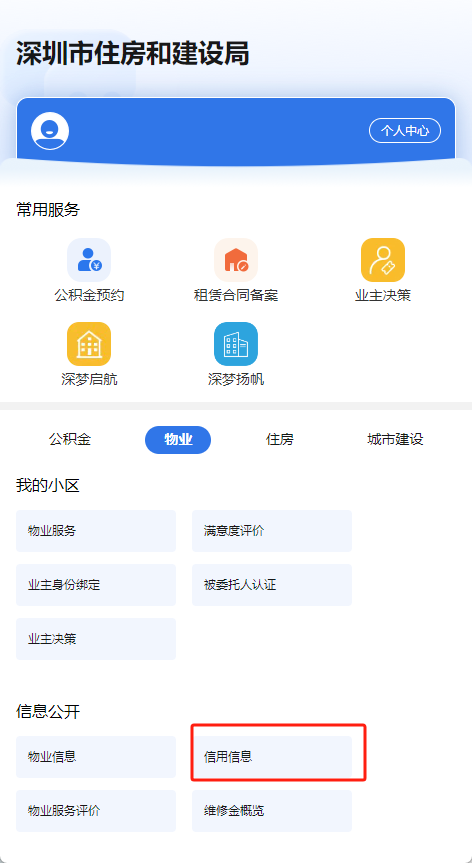 深圳市住房和建设局
个人中心
常用服务
公积金预约
租赁合同备案
业主决策
深梦启航
深梦扬帆
公积金
物业
住房
城市建设
我的小区
物业服务
满意度评价
业主身份绑定
被委托人认证
业主决策
信息公开
物业信息
信用信息
物业服务评价
维修金概览